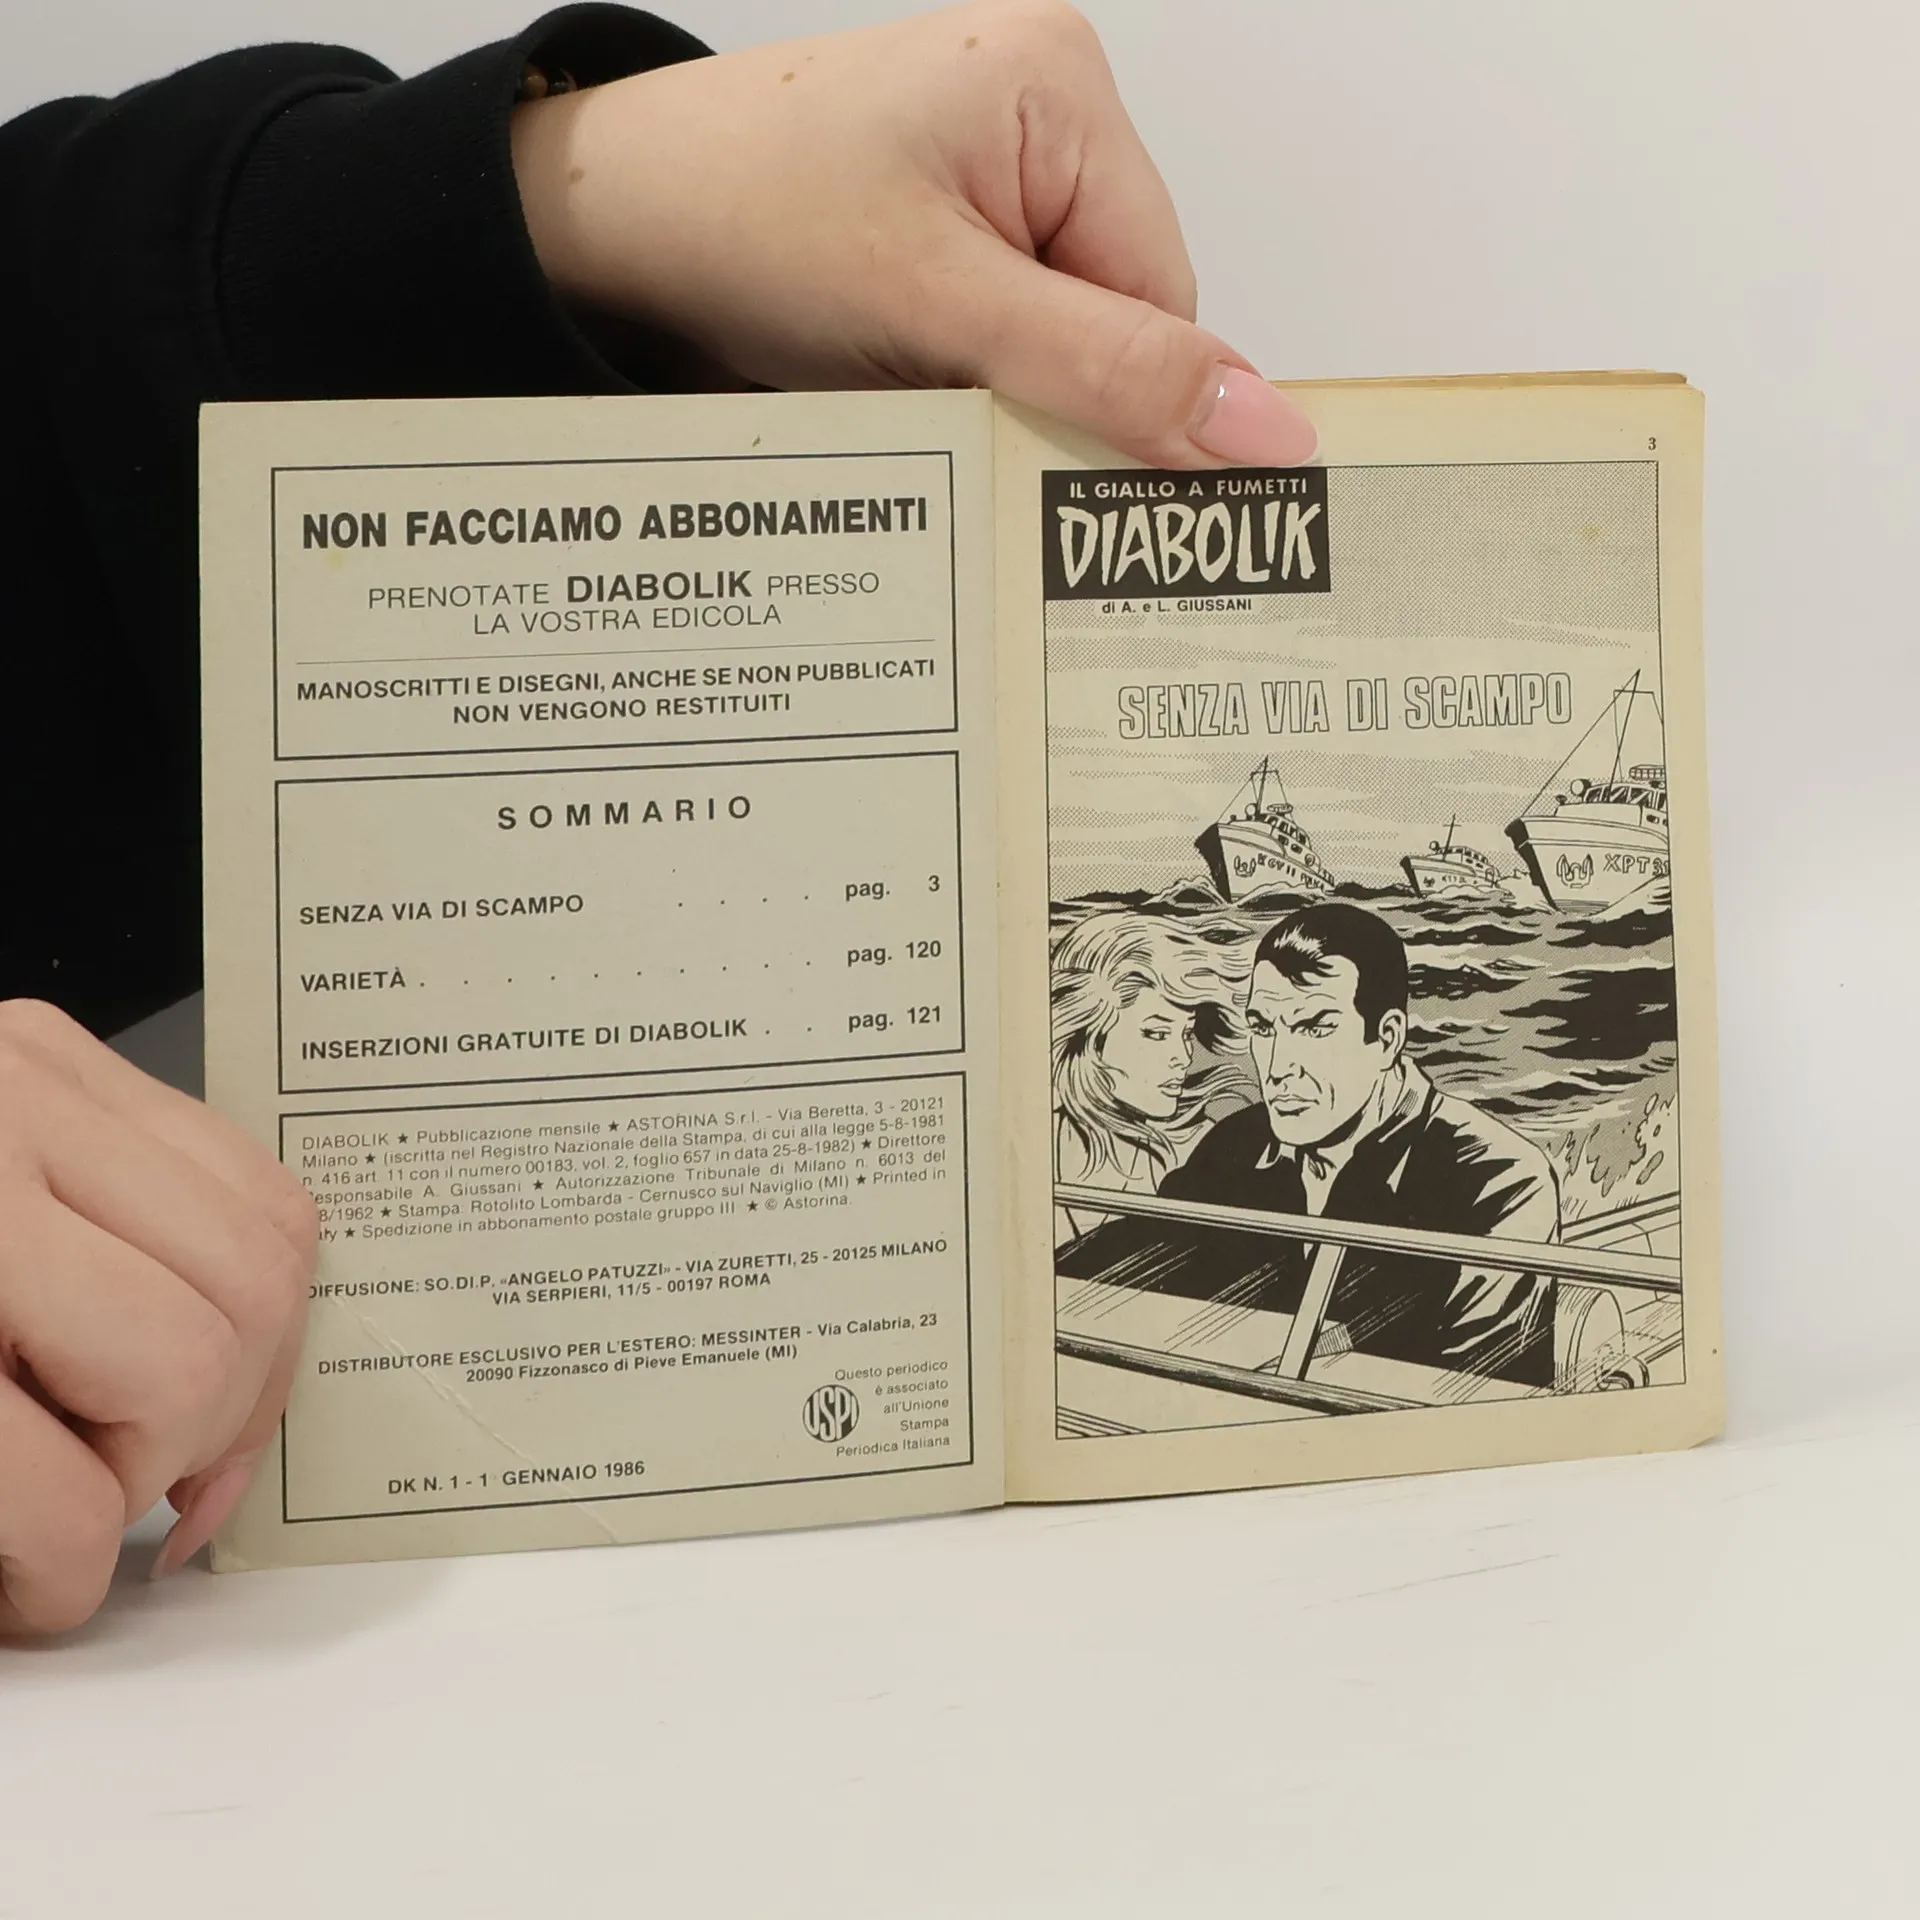 NON FACCIAMO ABBONAMENTI
PRENOTATE DIABOLIK PRESSO
LA VOSTRA EDICOLA
MANOSCRITTI E DISEGNI, ANCHE SE NON PUBBLICATI
NON VENGONO RESTITUITI
SOMMARIO
SENZA VIA DI SCAMPO . . . . pag. 3
VARIETÀ . . . . . . . . . . pag. 120
INSERZIONI GRATUITE DI DIABOLIK . . pag. 121
DIABOLIK ★ Pubblicazione mensile ★ ASTORINA S.r.l. - Via Beretta, 3 - 20121
Milano ★ (iscritta nel Registro Nazionale della Stampa, di cui alla legge 5-8-1981
n. 416 art. 11 con il numero 00183, vol. 2, foglio 657 in data 25-8-1982) ★ Direttore
esponsabile A. Giussani ★ Autorizzazione Tribunale di Milano n. 6013 del
8/1962 ★ Stampa: Rotolito Lombarda - Cernusco sul Naviglio (MI) ★ Printed in
aly ★ Spedizione in abbonamento postale gruppo III ★ © Astorina.
DIFFUSIONE: SO.DI.P. «ANGELO PATUZZI» - VIA ZURETTI, 25 - 20125 MILANO
VIA SERPIERI, 11/5 - 00197 ROMA
DISTRIBUTORE ESCLUSIVO PER L'ESTERO: MESSINTER - Via Calabria, 23
20090 Fizzonasco di Pieve Emanuele (MI)
USPI
Questo periodico
è associato
all'Unione
Stampa
Periodica Italiana
DK N. 1 - 1 GENNAIO 1986
3
IL GIALLO A FUMETTI
DIABOLIK
di A. e L. GIUSSANI
SENZA VIA DI SCAMPO
XPT 31